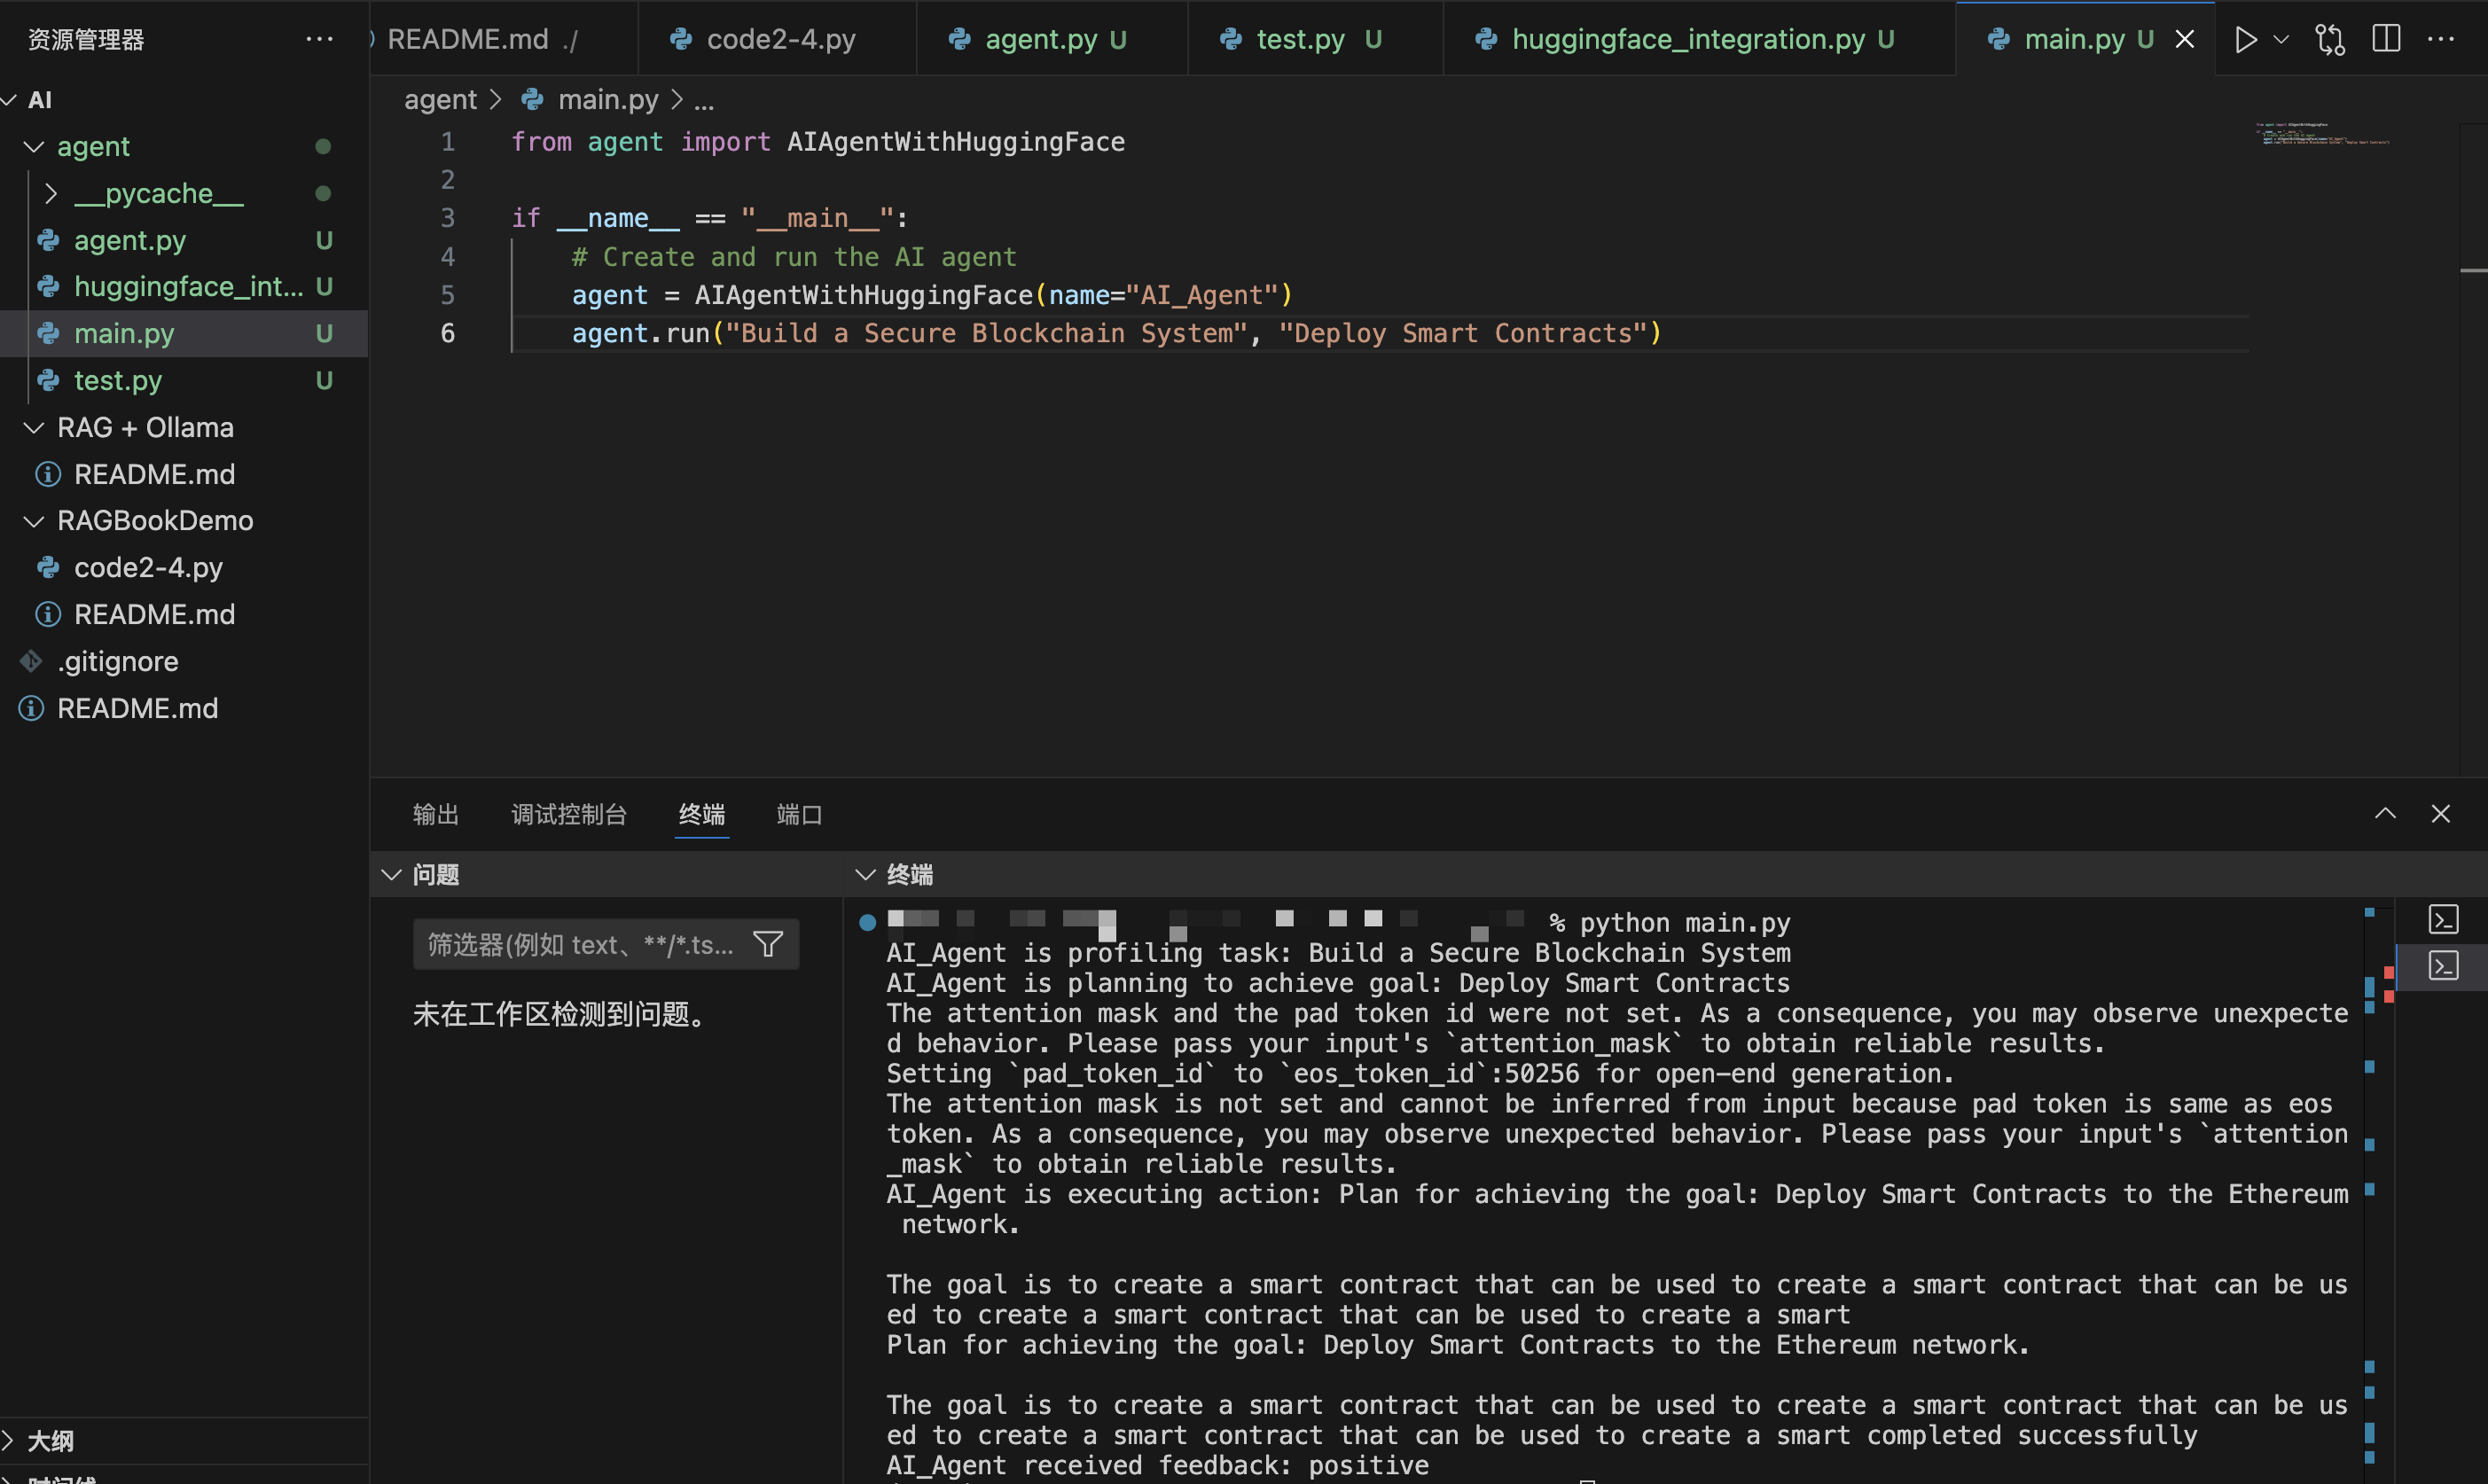 资源管理器
README.md ./
code2-4.py
agent.py U
test.py U
huggingface_integration.py U
main.py U
AI
agent
__pycache__
agent.py U
huggingface_int... U
main.py U
test.py U
RAG + Ollama
README.md
RAGBookDemo
code2-4.py
README.md
.gitignore
README.md
大纲
agent > main.py > ...
1 from agent import AIAgentWithHuggingFace
2
3 if __name__ == "__main__":
4 # Create and run the AI agent
5 agent = AIAgentWithHuggingFace(name="AI_Agent")
6 agent.run("Build a Secure Blockchain System", "Deploy Smart Contracts")
输出 调试控制台 终端 端口
问题
筛选器(例如 text、**/*.ts...
未在工作区检测到问题。
终端
% python main.py
AI_Agent is profiling task: Build a Secure Blockchain System
AI_Agent is planning to achieve goal: Deploy Smart Contracts
The attention mask and the pad token id were not set. As a consequence, you may observe unexpecte
d behavior. Please pass your input's `attention_mask` to obtain reliable results.
Setting `pad_token_id` to `eos_token_id`:50256 for open-end generation.
The attention mask is not set and cannot be inferred from input because pad token is same as eos
token. As a consequence, you may observe unexpected behavior. Please pass your input's `attention
_mask` to obtain reliable results.
AI_Agent is executing action: Plan for achieving the goal: Deploy Smart Contracts to the Ethereum
network.
The goal is to create a smart contract that can be used to create a smart contract that can be us
ed to create a smart contract that can be used to create a smart
Plan for achieving the goal: Deploy Smart Contracts to the Ethereum network.
The goal is to create a smart contract that can be used to create a smart contract that can be us
ed to create a smart contract that can be used to create a smart completed successfully
AI_Agent received feedback: positive